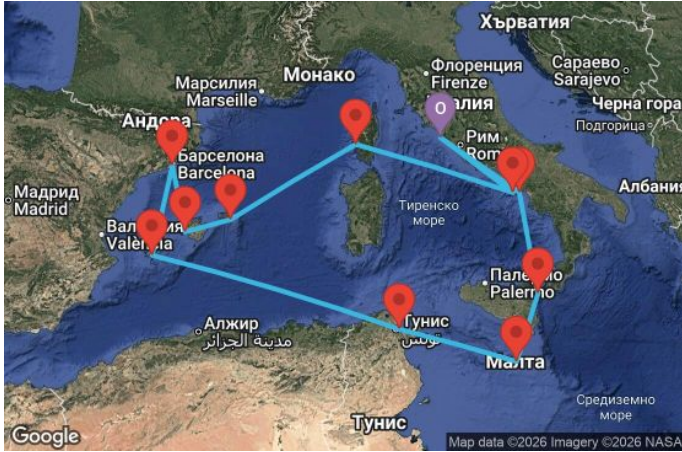 Хърватия
Флоренция
Firenze
Сараево
Sarajevo
Монако
Марсилия
Marseille
алия
Черна гора
О
Андора
Подгорица
Рим
Rom
Барселона
Barcelona
Мадрид
Madrid
Албания
Тиренско
море
València
Палермо
Palermo
Алжир
مدينة الجزائر
Тунис
تونس
Малта
Средиземно
море
Тунис
Google
Map data ©2026 Imagery ©2026 NASA